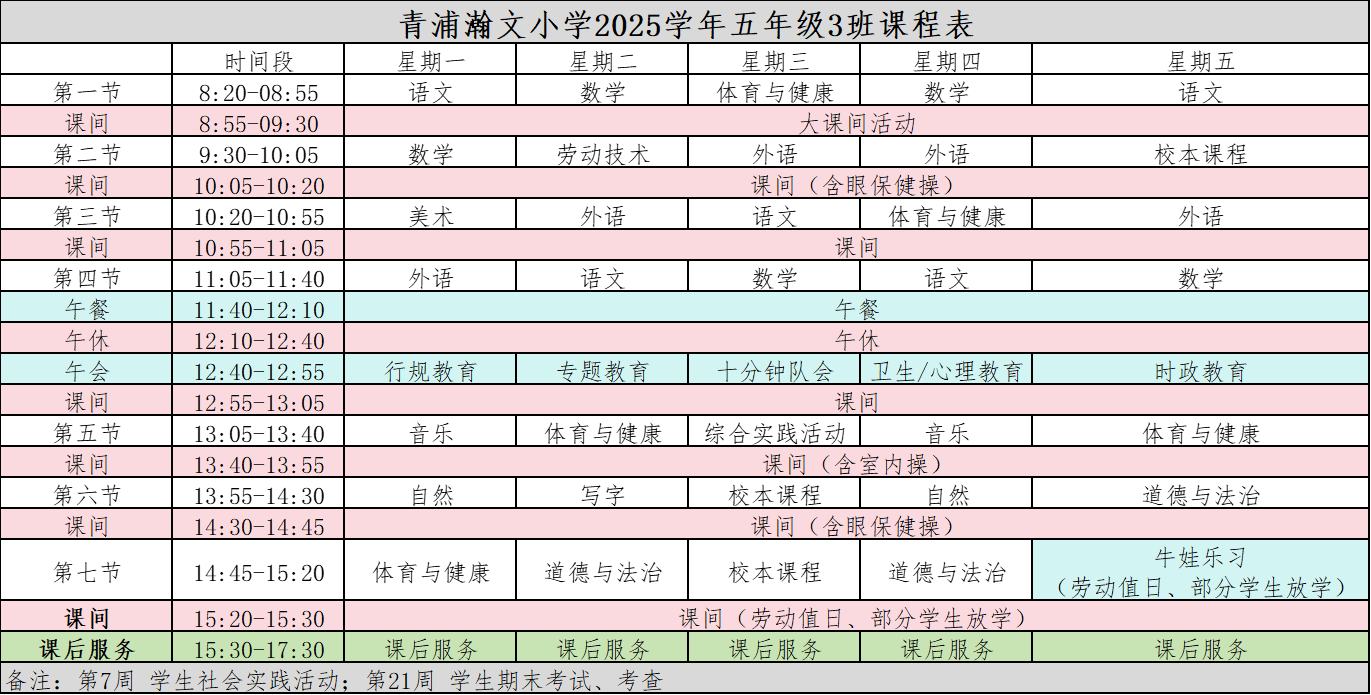 青浦瀚文小学2025学年五年级3班课程表
时间段 星期一 星期二 星期三 星期四 星期五
第一节 8:20-08:55 语文 数学 体育与健康 数学 语文
课间 8:55-09:30 大课间活动
第二节 9:30-10:05 数学 劳动技术 外语 外语 校本课程
课间 10:05-10:20 课间（含眼保健操）
第三节 10:20-10:55 美术 外语 语文 体育与健康 外语
课间 10:55-11:05 课间
第四节 11:05-11:40 外语 语文 数学 语文 数学
午餐 11:40-12:10 午餐
午休 12:10-12:40 午休
午会 12:40-12:55 行规教育 专题教育 十分钟队会 卫生/心理教育 时政教育
课间 12:55-13:05 课间
第五节 13:05-13:40 音乐 体育与健康 综合实践活动 音乐 体育与健康
课间 13:40-13:55 课间（含室内操）
第六节 13:55-14:30 自然 写字 校本课程 自然 道德与法治
课间 14:30-14:45 课间（含眼保健操）
第七节 14:45-15:20 体育与健康 道德与法治 校本课程 道德与法治 牛娃乐习
（劳动值日、部分学生放学）
课间 15:20-15:30 课间（劳动值日、部分学生放学）
课后服务 15:30-17:30 课后服务 课后服务 课后服务 课后服务 课后服务
备注：第7周 学生社会实践活动；第21周 学生期末考试、考查